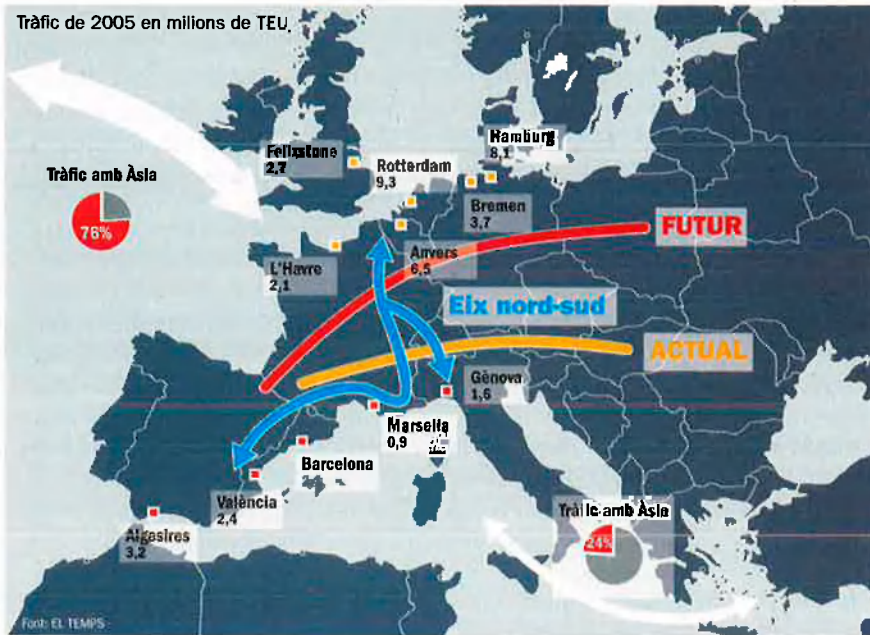 Tràfic de 2005 en milions de TEU.
Hamburg
8,1
Felixstone
2,7
Rotterdam
9,3
Tràfic amb Àsia
76%
Bremen
3,7
FUTUR
Anvers
6,5
L'Havre
2,1
Eix nord-sud
ACTUAL
Gènova
1,6
Marsella
0,9
Barcelona
València
2,4
Algesires
3,2
Tràfic amb Àsia
24%
Font: EL TEMPS